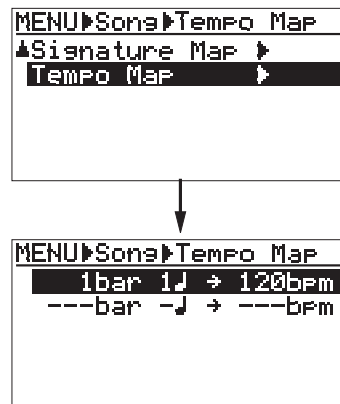 MENU▶Song▶Tempo Map
▲Signature Map ▶
Tempo Map ▶
MENU▶Song▶Tempo Map
1bar 1♩ → 120bpm
---bar -♩ → ---bpm